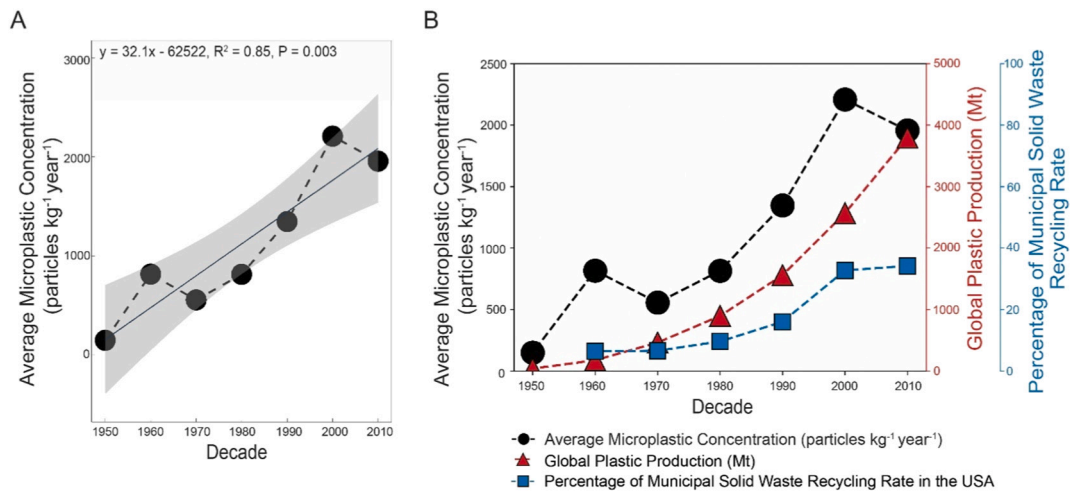 A
y = 32.1x - 62522, R² = 0.85, P = 0.003
Average Microplastic Concentration
(particles kg⁻¹ year⁻¹)
3000
2000
1000
0
1950 1960 1970 1980 1990 2000 2010
Decade
B
Average Microplastic Concentration
(particles kg⁻¹ year⁻¹)
2500
2000
1500
1000
500
0
1950 1960 1970 1980 1990 2000 2010
Decade
5000
4000
3000
2000
1000
0
Global Plastic Production (Mt)
100
80
60
40
20
0
Percentage of Municipal Solid Waste
Recycling Rate
Average Microplastic Concentration (particles kg⁻¹ year⁻¹)
Global Plastic Production (Mt)
Percentage of Municipal Solid Waste Recycling Rate in the USA